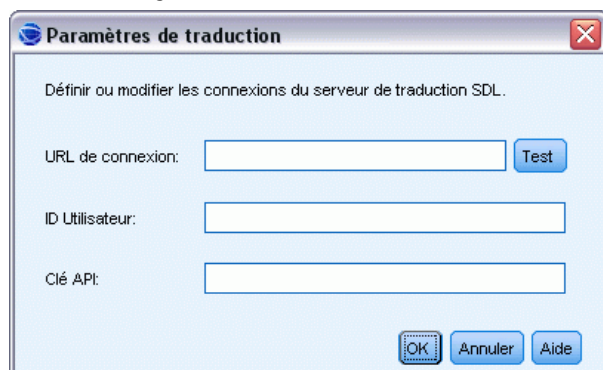 Paramètres de traduction
Définir ou modifier les connexions du serveur de traduction SDL.
URL de connexion: Test
ID Utilisateur:
Clé API:
OK Annuler Aide